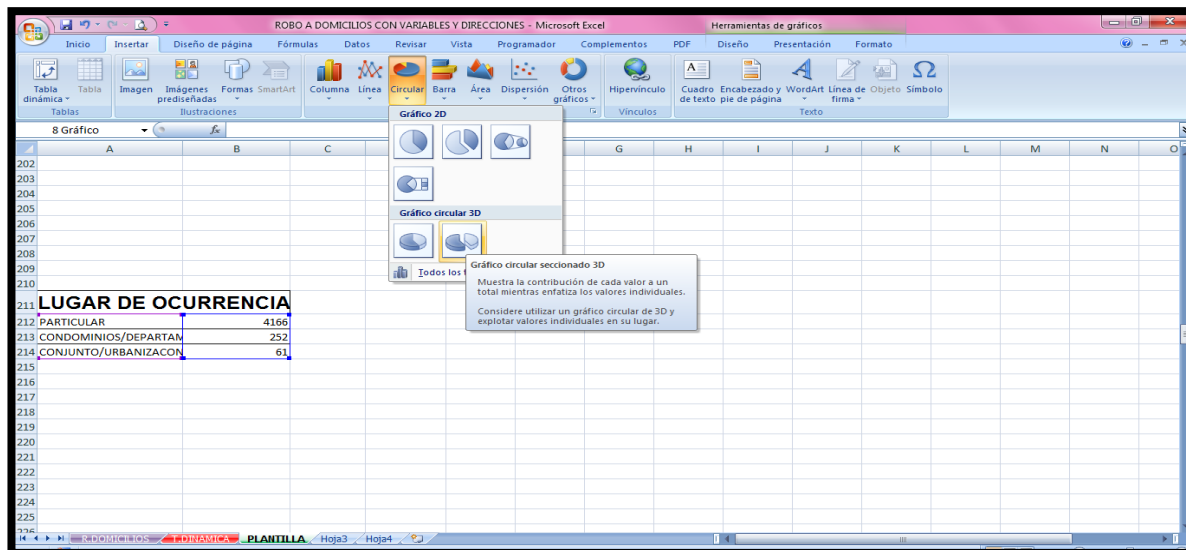 ROBO A DOMICILIOS CON VARIABLES Y DIRECCIONES - Microsoft Excel
Herramientas de gráficos
Inicio Insertar Diseño de página Fórmulas Datos Revisar Vista Programador Complementos PDF Diseño Presentación Formato
Tabla dinámica
Tabla
Imagen
Imágenes prediseñadas
Formas
SmartArt
Columna
Línea
Circular
Barra
Área
Dispersión
Otros gráficos
Hipervínculo
Cuadro de texto
Encabezado y pie de página
WordArt
Línea de firma
Objeto
Símbolo
Tablas
Ilustraciones
Vínculos
Texto
8 Gráfico
fx
Gráfico 2D
Gráfico circular 3D
Todos los
Gráfico circular seccionado 3D
Muestra la contribución de cada valor a un
total mientras enfatiza los valores individuales.
Considere utilizar un gráfico circular de 3D y
explotar valores individuales en su lugar.
A B C G H I J K L M N O
202
203
204
205
206
207
208
209
210
211 LUGAR DE OCURRENCIA
212 PARTICULAR 4166
213 CONDOMINIOS/DEPARTAM 252
214 CONJUNTO/URBANIZACON 61
215
216
217
218
219
220
221
222
223
224
225
226
R.DOMICILIOS T.DINAMICA PLANTILLA Hoja3 Hoja4